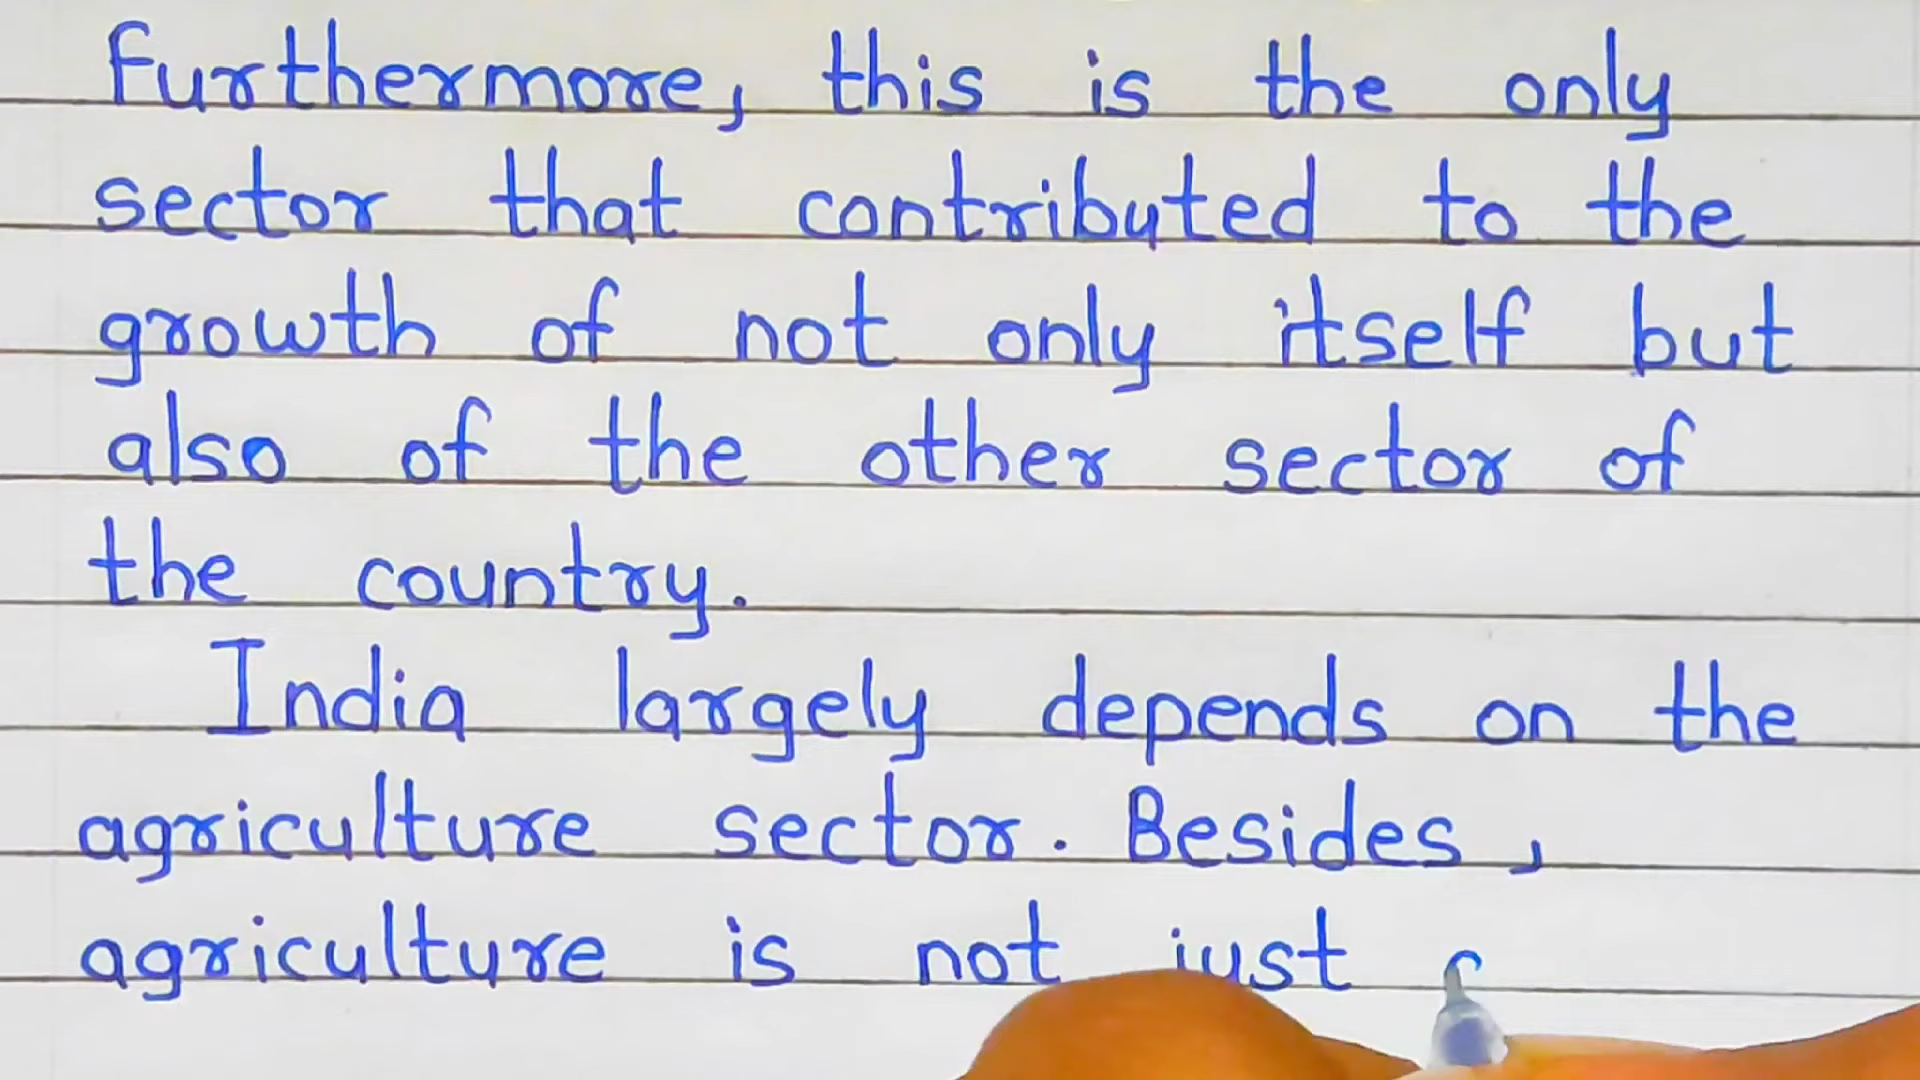 Furthermore, this is the only
sector that contributed to the
growth of not only itself but
also of the other sector of
the country.
India largely depends on the
agriculture sector. Besides,
agriculture is not just